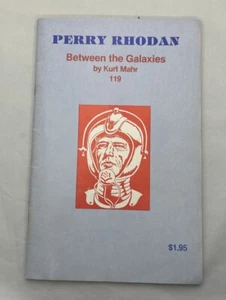 PERRY RHODAN
Between the Galaxies
by Kurt Mahr
119
$1.95